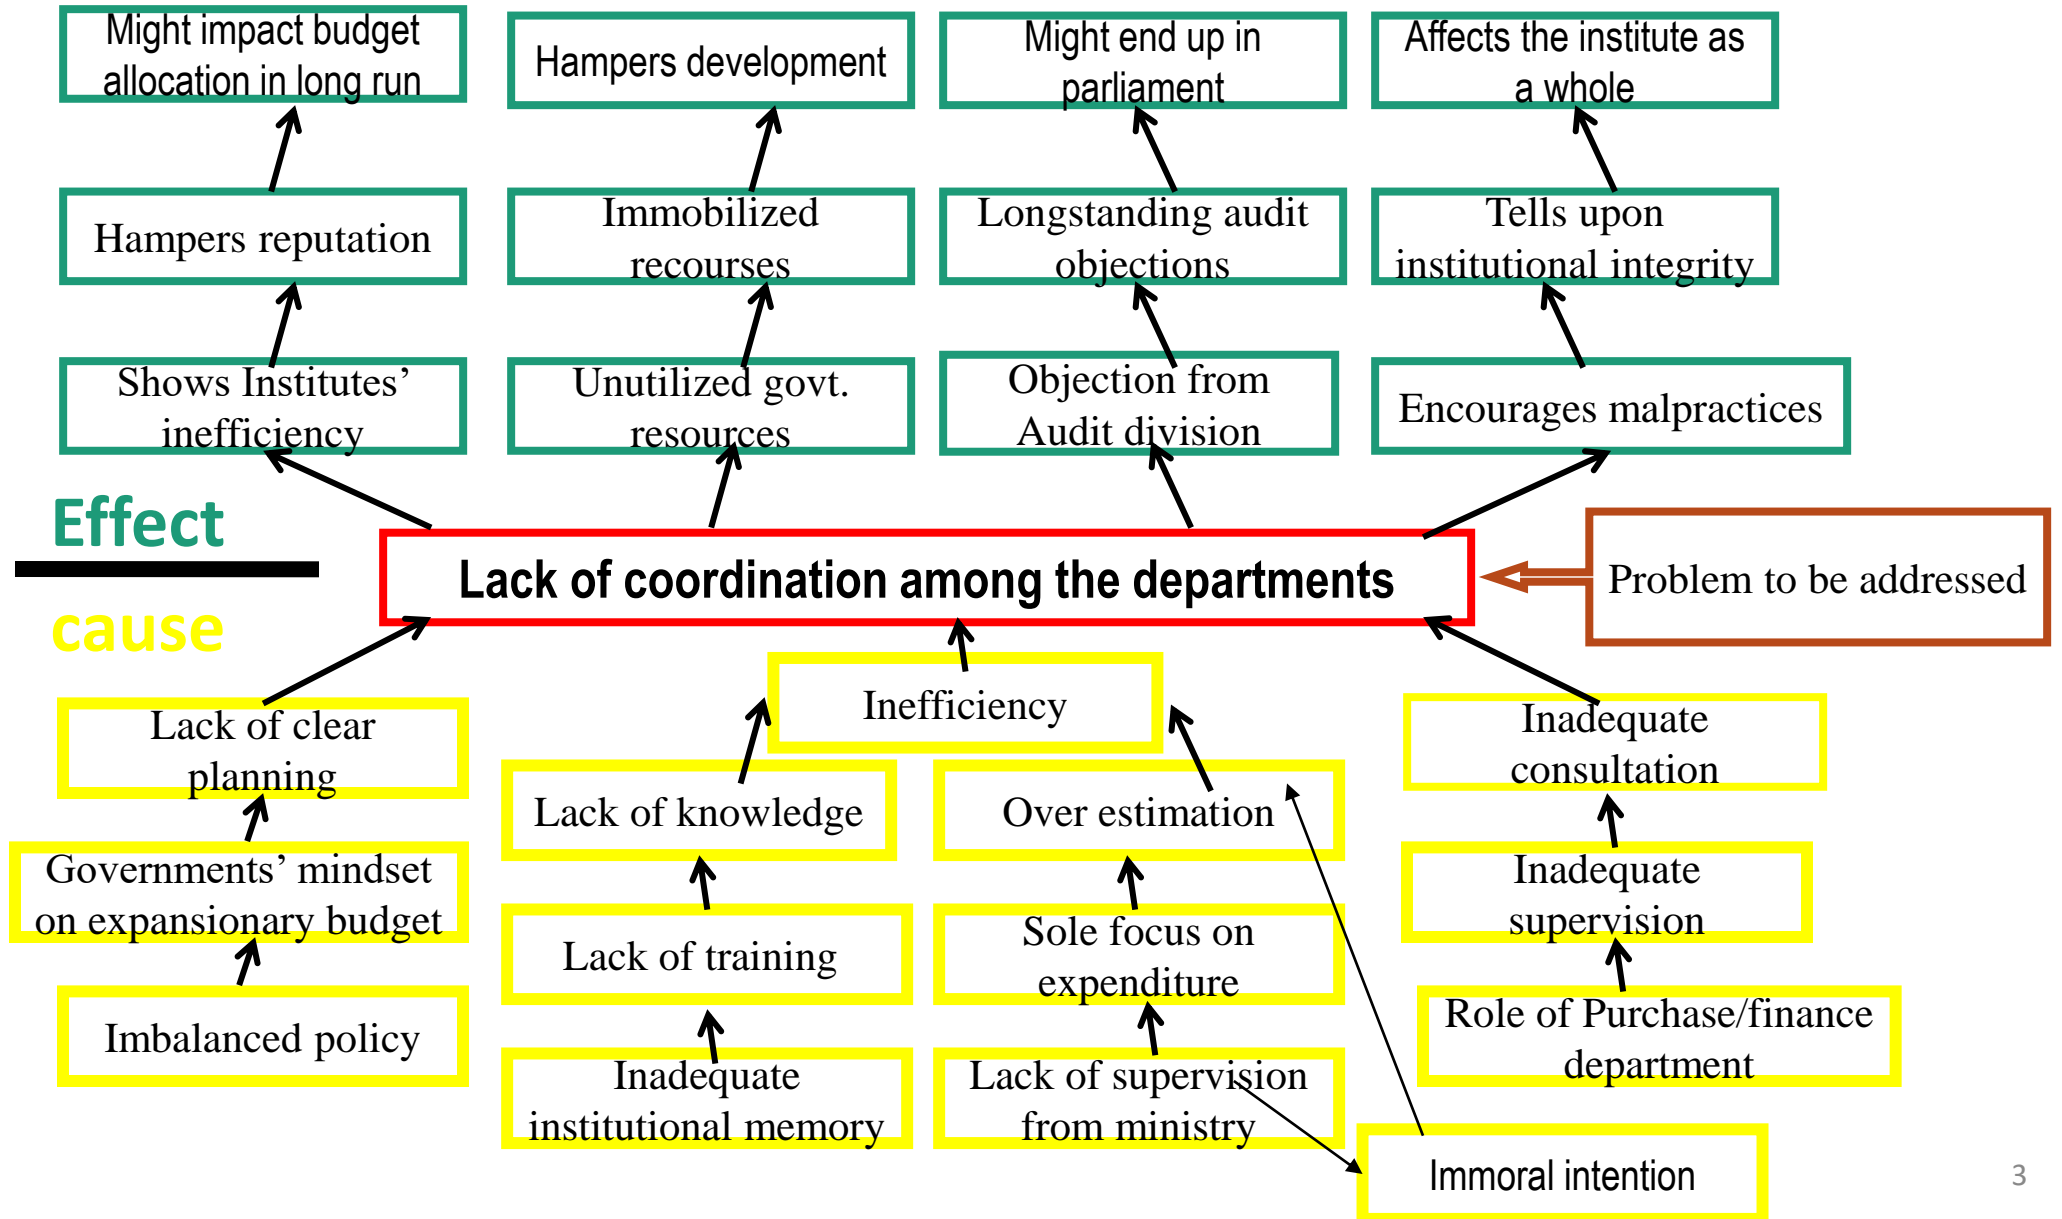 Might impact budget
allocation in long run
Hampers development
Might end up in
parliament
Affects the institute as
a whole
Hampers reputation
Immobilized
recourses
Longstanding audit
objections
Tells upon
institutional integrity
Shows Institutes’
inefficiency
Unutilized govt.
resources
Objection from
Audit division
Encourages malpractices
Effect
cause
Lack of coordination among the departments
Problem to be addressed
Inefficiency
Lack of clear
planning
Lack of knowledge
Over estimation
Inadequate
consultation
Governments’ mindset
on expansionary budget
Lack of training
Sole focus on
expenditure
Inadequate
supervision
Imbalanced policy
Inadequate
institutional memory
Lack of supervision
from ministry
Role of Purchase/finance
department
Immoral intention
3